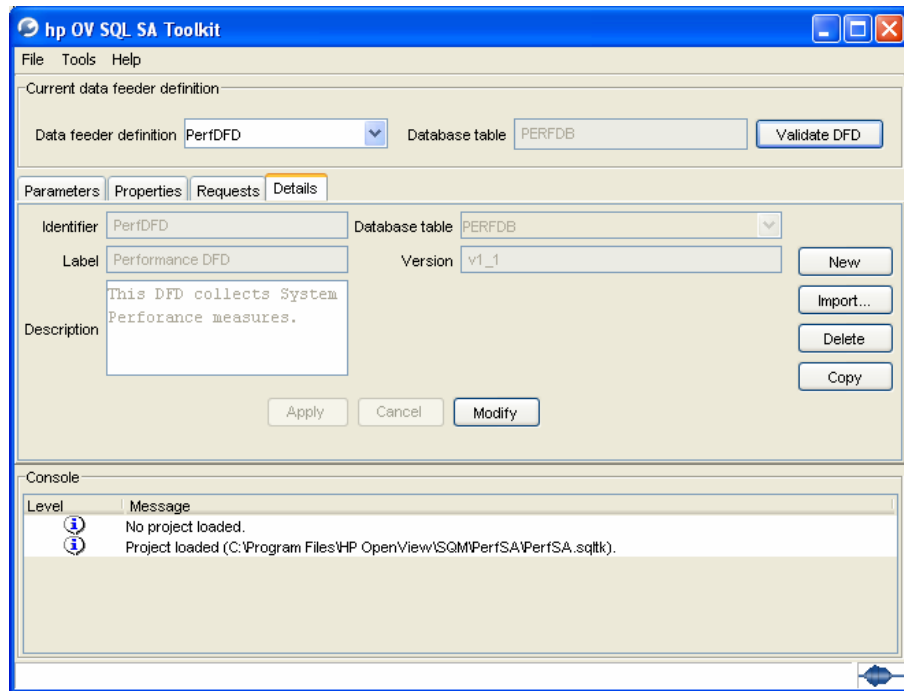 hp OV SQL SA Toolkit
File Tools Help
Current data feeder definition
Data feeder definition PerfDFD Database table PERFDB Validate DFD
Parameters Properties Requests Details
Identifier PerfDFD Database table PERFDB
Label Performance DFD Version v1_1 New
This DFD collects System
Perforance measures.
Description
Import...
Delete
Copy
Apply Cancel Modify
Console
Level Message
No project loaded.
Project loaded (C:\Program Files\HP OpenView\SQM\PerfSA\PerfSA.sqltk).